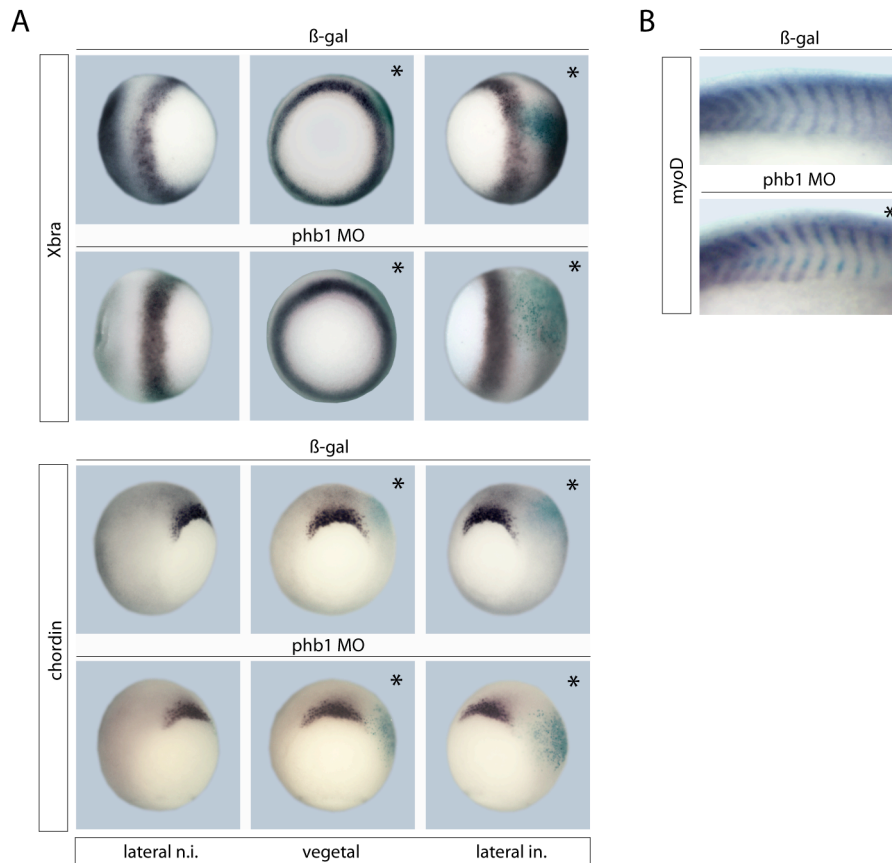 A
ß-gal
*
*
phb1 MO
*
*
Xbra
ß-gal
*
*
phb1 MO
*
*
chordin
lateral n.i.
vegetal
lateral in.
B
ß-gal
phb1 MO
*
myoD